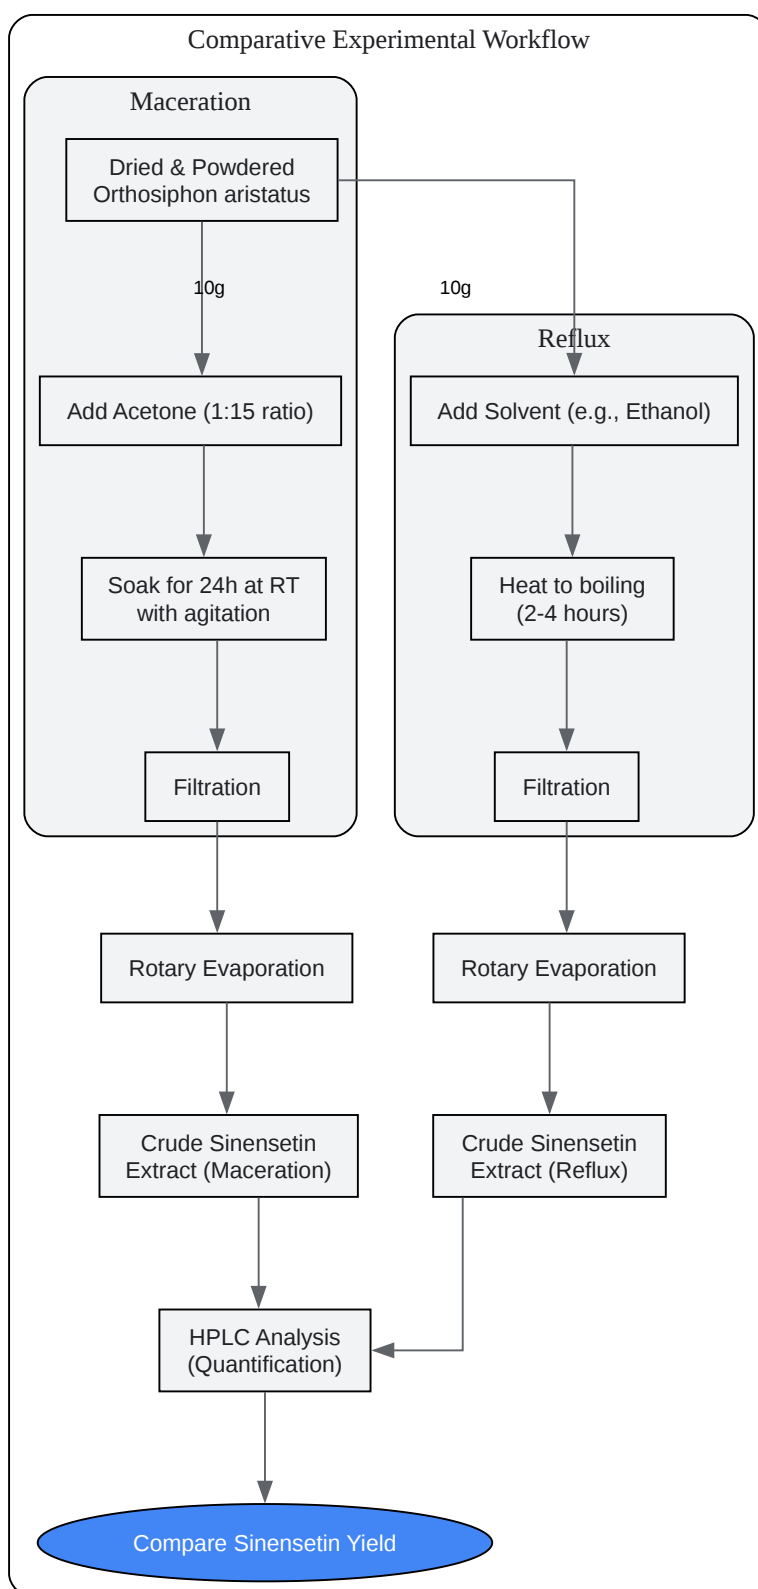 Comparative Experimental Workflow
Maceration
Dried & Powdered
Orthosiphon aristatus
10g
10g
Reflux
Add Acetone (1:15 ratio)
Add Solvent (e.g., Ethanol)
Soak for 24h at RT
with agitation
Heat to boiling
(2-4 hours)
Filtration
Filtration
Rotary Evaporation
Rotary Evaporation
Crude Sinensetin
Extract (Maceration)
Crude Sinensetin
Extract (Reflux)
HPLC Analysis
(Quantification)
Compare Sinensetin Yield